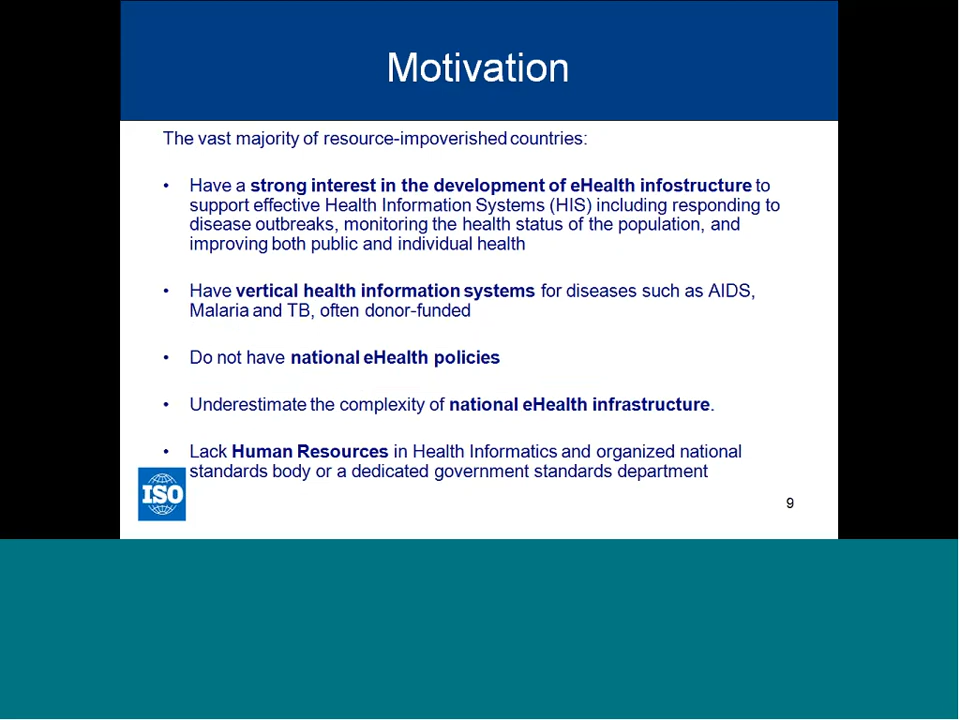 Motivation
The vast majority of resource-impoverished countries:
• Have a strong interest in the development of eHealth infostructure to
support effective Health Information Systems (HIS) including responding to
disease outbreaks, monitoring the health status of the population, and
improving both public and individual health
• Have vertical health information systems for diseases such as AIDS,
Malaria and TB, often donor-funded
• Do not have national eHealth policies
• Underestimate the complexity of national eHealth infrastructure.
• Lack Human Resources in Health Informatics and organized national
standards body or a dedicated government standards department
ISO
9